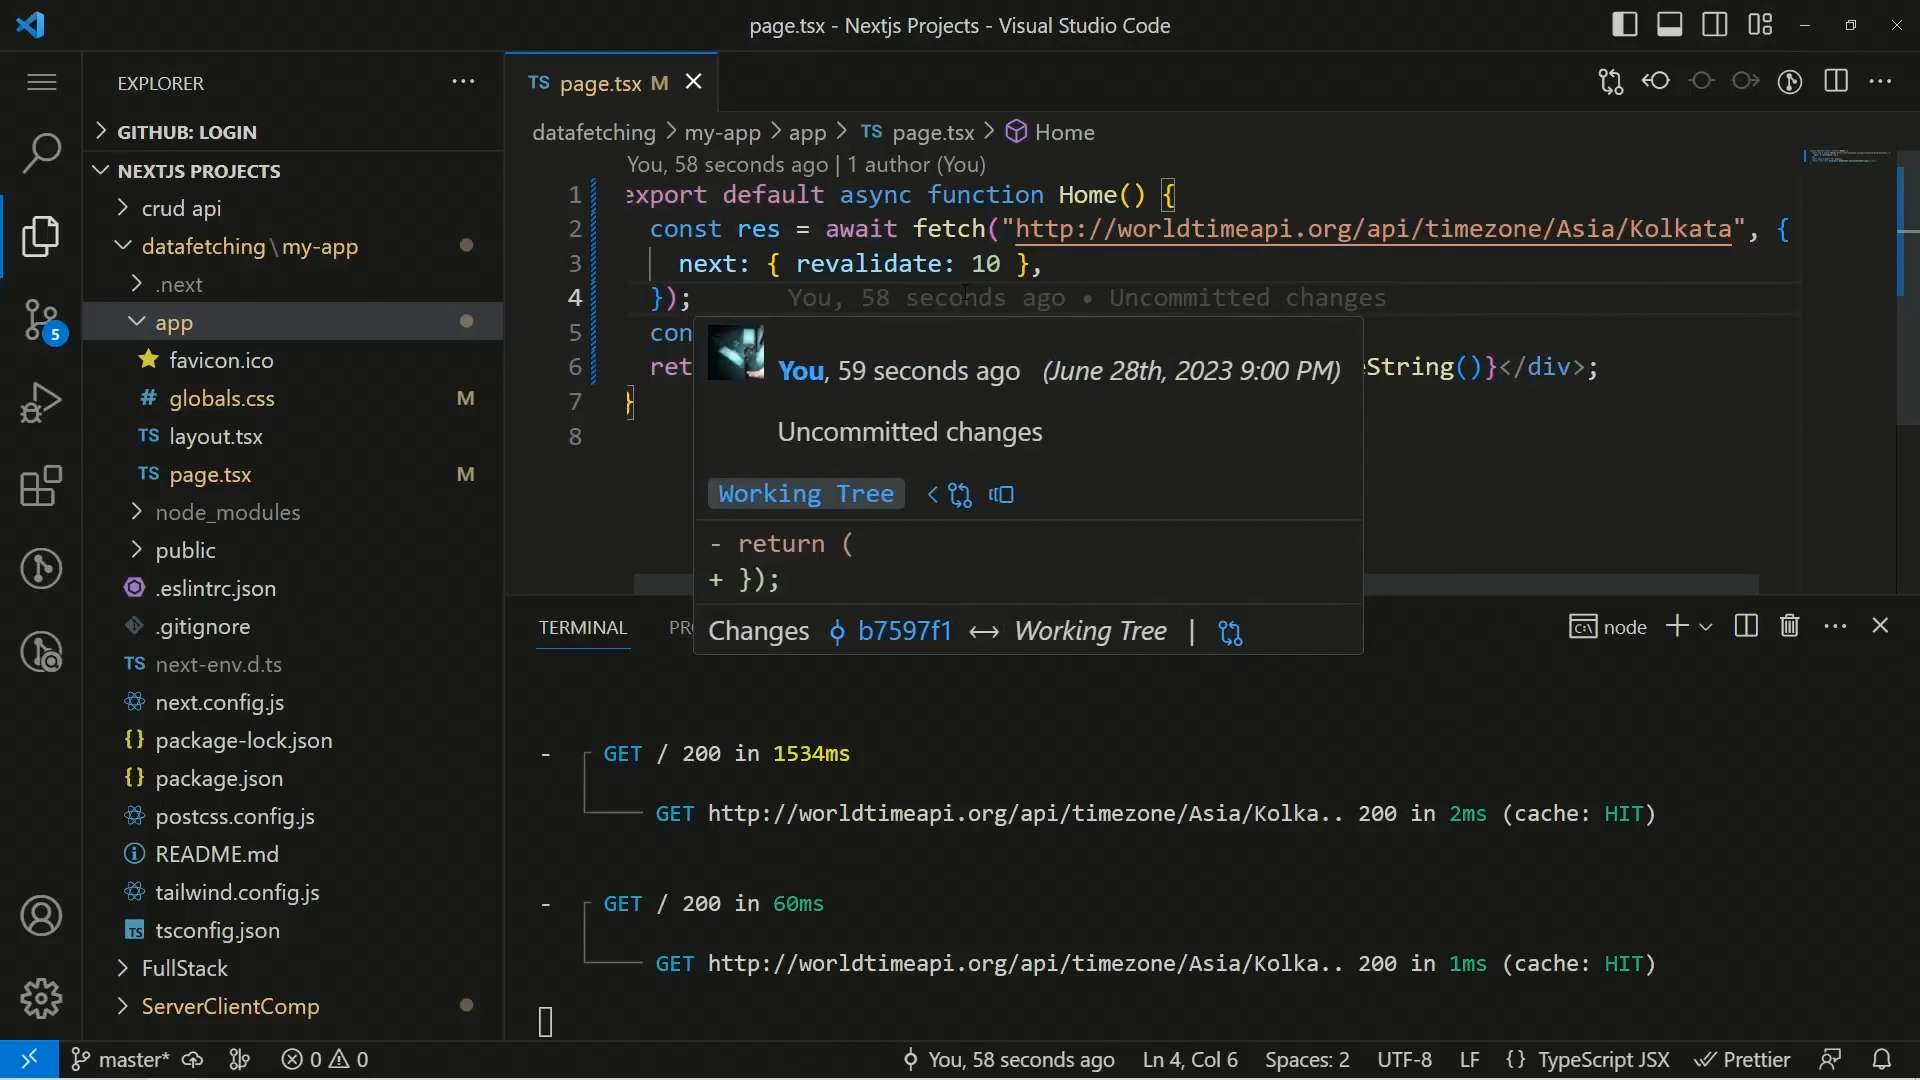 page.tsx - Nextjs Projects - Visual Studio Code
EXPLORER
GITHUB: LOGIN
NEXTJS PROJECTS
crud api
datafetching\my-app
.next
app
favicon.ico
# globals.css M
TS layout.tsx
TS page.tsx M
node_modules
public
.eslintrc.json
.gitignore
TS next-env.d.ts
next.config.js
{} package-lock.json
{} package.json
postcss.config.js
README.md
tailwind.config.js
TS tsconfig.json
FullStack
ServerClientComp
5
TS page.tsx M
datafetching > my-app > app > TS page.tsx > Home
You, 58 seconds ago | 1 author (You)
1 export default async function Home() {
2 const res = await fetch("http://worldtimeapi.org/api/timezone/Asia/Kolkata", {
3 next: { revalidate: 10 },
4 }); You, 58 seconds ago • Uncommitted changes
5 con
6 ret String()}</div>;
7 }
8
You, 59 seconds ago (June 28th, 2023 9:00 PM)
Uncommitted changes
Working Tree
- return (
+ });
Changes b7597f1 ↔ Working Tree |
TERMINAL PR
node
- GET / 200 in 1534ms
GET http://worldtimeapi.org/api/timezone/Asia/Kolka.. 200 in 2ms (cache: HIT)
- GET / 200 in 60ms
GET http://worldtimeapi.org/api/timezone/Asia/Kolka.. 200 in 1ms (cache: HIT)
master* 0 0 You, 58 seconds ago Ln 4, Col 6 Spaces: 2 UTF-8 LF {} TypeScript JSX Prettier